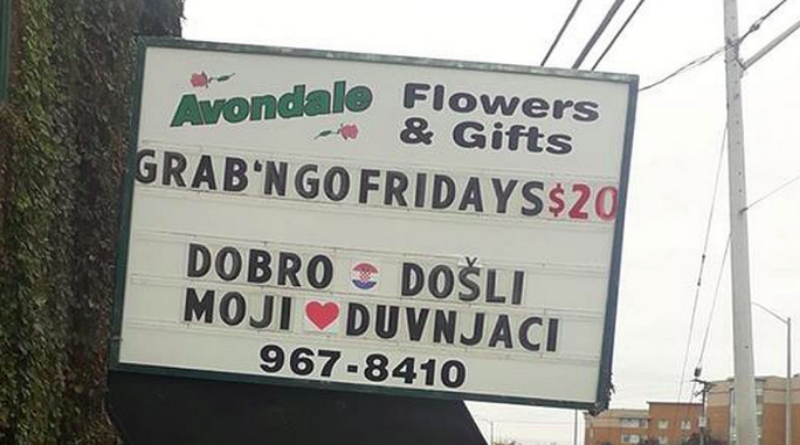 Avondale Flowers
& Gifts
GRAB'NGO FRIDAYS $20
DOBRO DOŠLI
MOJI DUVNJACI
967-8410